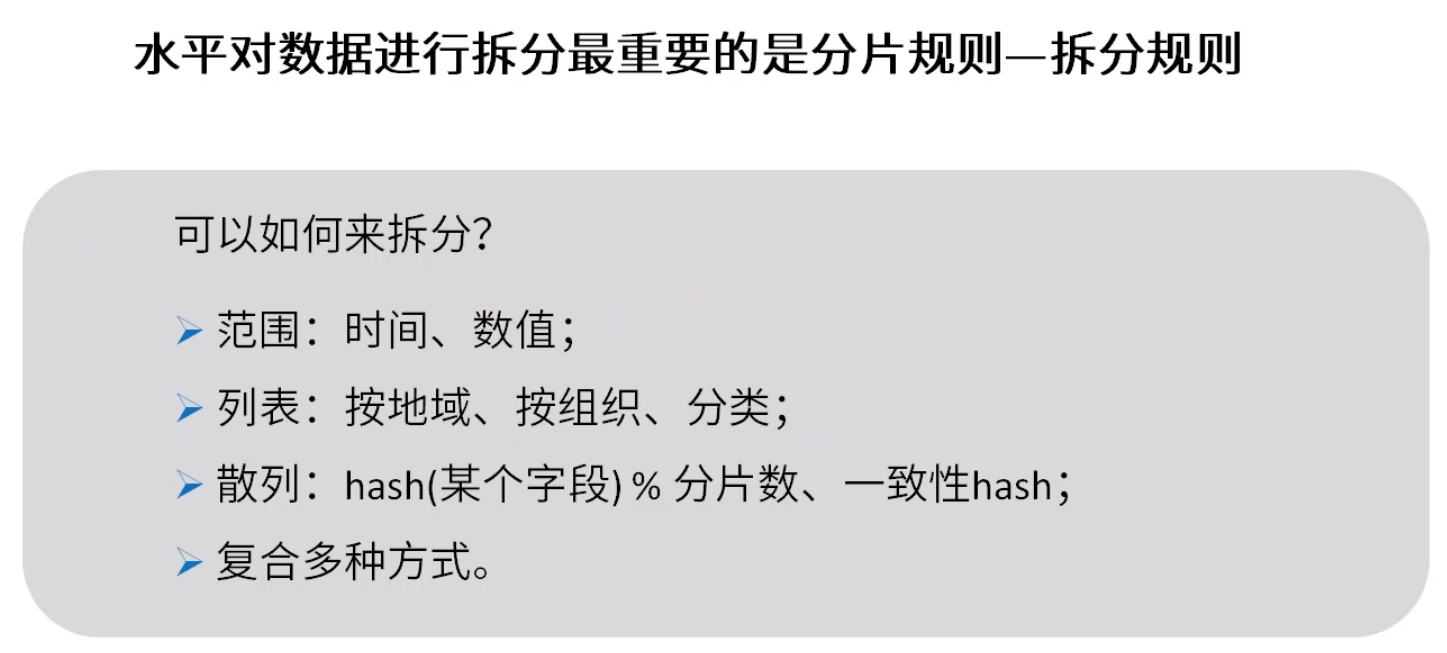 水平对数据进行拆分最重要的是分片规则—拆分规则
可以如何来拆分？
范围：时间、数值；
列表：按地域、按组织、分类；
散列：hash(某个字段) % 分片数、一致性hash；
复合多种方式。